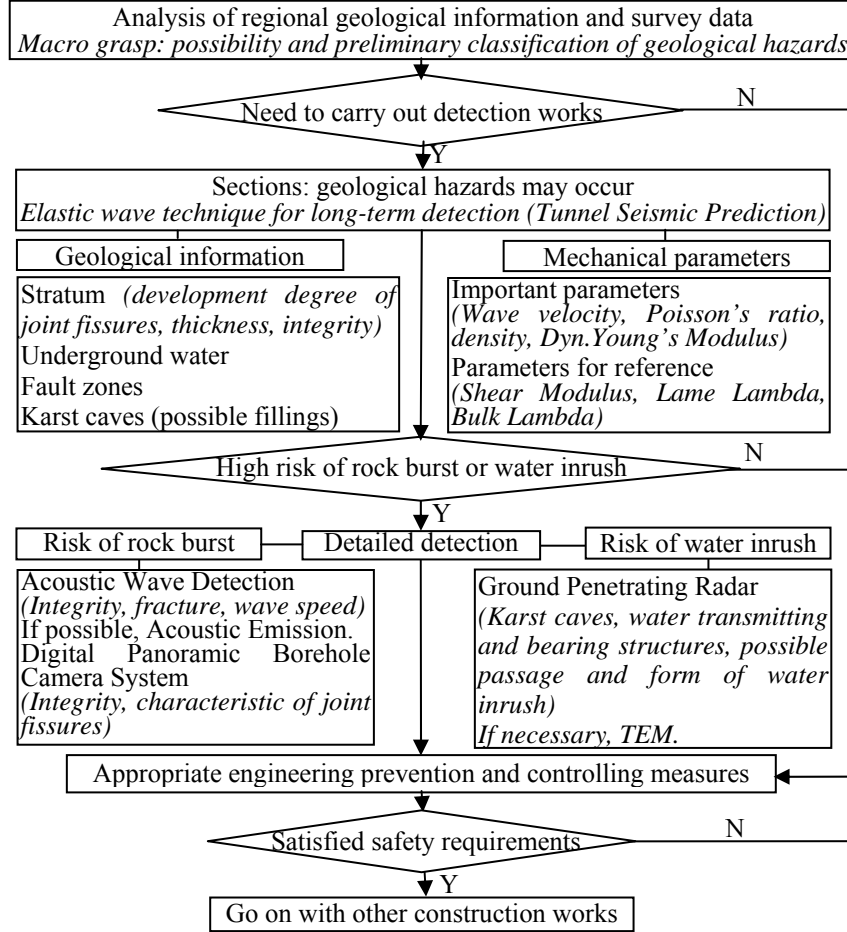 Analysis of regional geological information and survey data
Macro grasp: possibility and preliminary classification of geological hazards
Need to carry out detection works
N
Y
Sections: geological hazards may occur
Elastic wave technique for long-term detection (Tunnel Seismic Prediction)
Geological information
Mechanical parameters
Stratum (development degree of
joint fissures, thickness, integrity)
Underground water
Fault zones
Karst caves (possible fillings)
Important parameters
(Wave velocity, Poisson's ratio,
density, Dyn.Young's Modulus)
Parameters for reference
(Shear Modulus, Lame Lambda,
Bulk Lambda)
High risk of rock burst or water inrush
N
Y
Risk of rock burst
Detailed detection
Risk of water inrush
Acoustic Wave Detection
(Integrity, fracture, wave speed)
If possible, Acoustic Emission.
Digital Panoramic Borehole
Camera System
(Integrity, characteristic of joint
fissures)
Ground Penetrating Radar
(Karst caves, water transmitting
and bearing structures, possible
passage and form of water
inrush)
If necessary, TEM.
Appropriate engineering prevention and controlling measures
Satisfied safety requirements
N
Y
Go on with other construction works